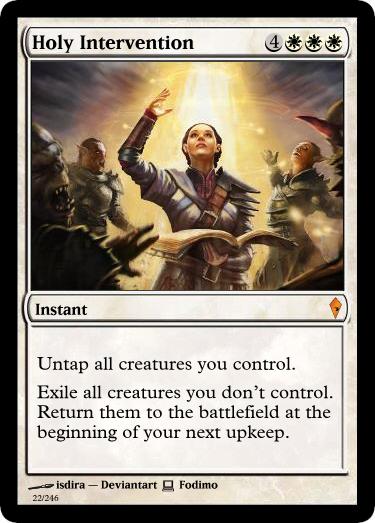 Holy Intervention 4
Instant
Untap all creatures you control.
Exile all creatures you don't control.
Return them to the battlefield at the
beginning of your next upkeep.
isdira — Deviantart Fodimo
22/246